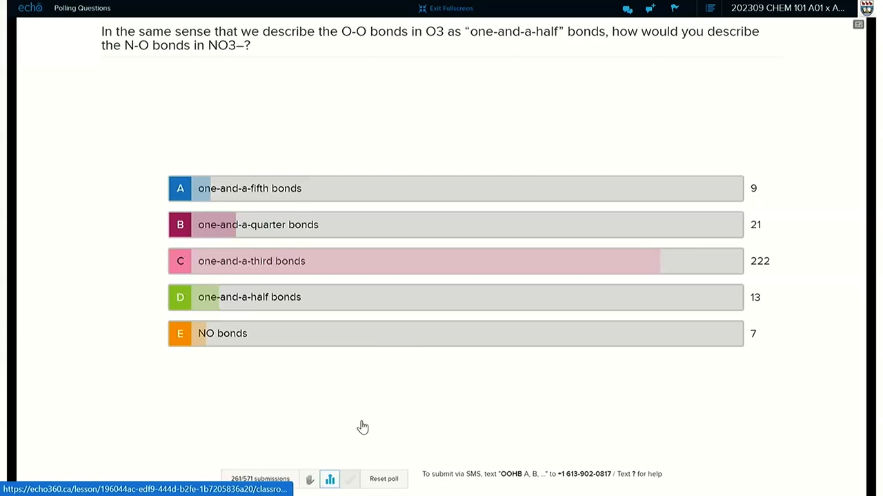 echo
Polling Questions
Exit Fullscreen
202309 CHEM 101 A01 x A...
In the same sense that we describe the O-O bonds in O3 as “one-and-a-half” bonds, how would you describe
the N-O bonds in NO3–?
A one-and-a-fifth bonds 9
B one-and-a-quarter bonds 21
C one-and-a-third bonds 222
D one-and-a-half bonds 13
E NO bonds 7
261/571 submissions
Reset poll
To submit via SMS, text "OOHB A, B, ..." to +1 613-902-0817 / Text ? for help
https://echo360.ca/lesson/196044ac-edf9-444d-b2fe-1b7205836a20/classro...